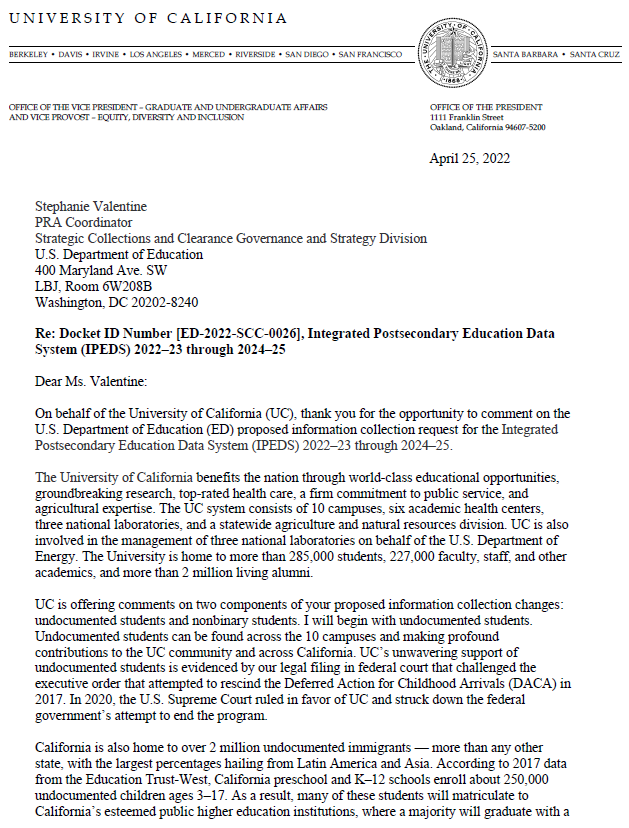 UNIVERSITY OF CALIFORNIA
BERKELEY • DAVIS • IRVINE • LOS ANGELES • MERCED • RIVERSIDE • SAN DIEGO • SAN FRANCISCO
SANTA BARBARA • SANTA CRUZ
THE UNIVERSITY OF CALIFORNIA
1868
OFFICE OF THE VICE PRESIDENT – GRADUATE AND UNDERGRADUATE AFFAIRS
AND VICE PROVOST – EQUITY, DIVERSITY AND INCLUSION
OFFICE OF THE PRESIDENT
1111 Franklin Street
Oakland, California 94607-5200
April 25, 2022
Stephanie Valentine
PRA Coordinator
Strategic Collections and Clearance Governance and Strategy Division
U.S. Department of Education
400 Maryland Ave. SW
LBJ, Room 6W208B
Washington, DC 20202-8240
Re: Docket ID Number [ED-2022-SCC-0026], Integrated Postsecondary Education Data
System (IPEDS) 2022–23 through 2024–25
Dear Ms. Valentine:
On behalf of the University of California (UC), thank you for the opportunity to comment on the
U.S. Department of Education (ED) proposed information collection request for the Integrated
Postsecondary Education Data System (IPEDS) 2022–23 through 2024–25.
The University of California benefits the nation through world-class educational opportunities,
groundbreaking research, top-rated health care, a firm commitment to public service, and
agricultural expertise. The UC system consists of 10 campuses, six academic health centers,
three national laboratories, and a statewide agriculture and natural resources division. UC is also
involved in the management of three national laboratories on behalf of the U.S. Department of
Energy. The University is home to more than 285,000 students, 227,000 faculty, staff, and other
academics, and more than 2 million living alumni.
UC is offering comments on two components of your proposed information collection changes:
undocumented students and nonbinary students. I will begin with undocumented students.
Undocumented students can be found across the 10 campuses and making profound
contributions to the UC community and across California. UC’s unwavering support of
undocumented students is evidenced by our legal filing in federal court that challenged the
executive order that attempted to rescind the Deferred Action for Childhood Arrivals (DACA) in
2017. In 2020, the U.S. Supreme Court ruled in favor of UC and struck down the federal
government’s attempt to end the program.
California is also home to over 2 million undocumented immigrants — more than any other
state, with the largest percentages hailing from Latin America and Asia. According to 2017 data
from the Education Trust-West, California preschool and K–12 schools enroll about 250,000
undocumented children ages 3–17. As a result, many of these students will matriculate to
California’s esteemed public higher education institutions, where a majority will graduate with a